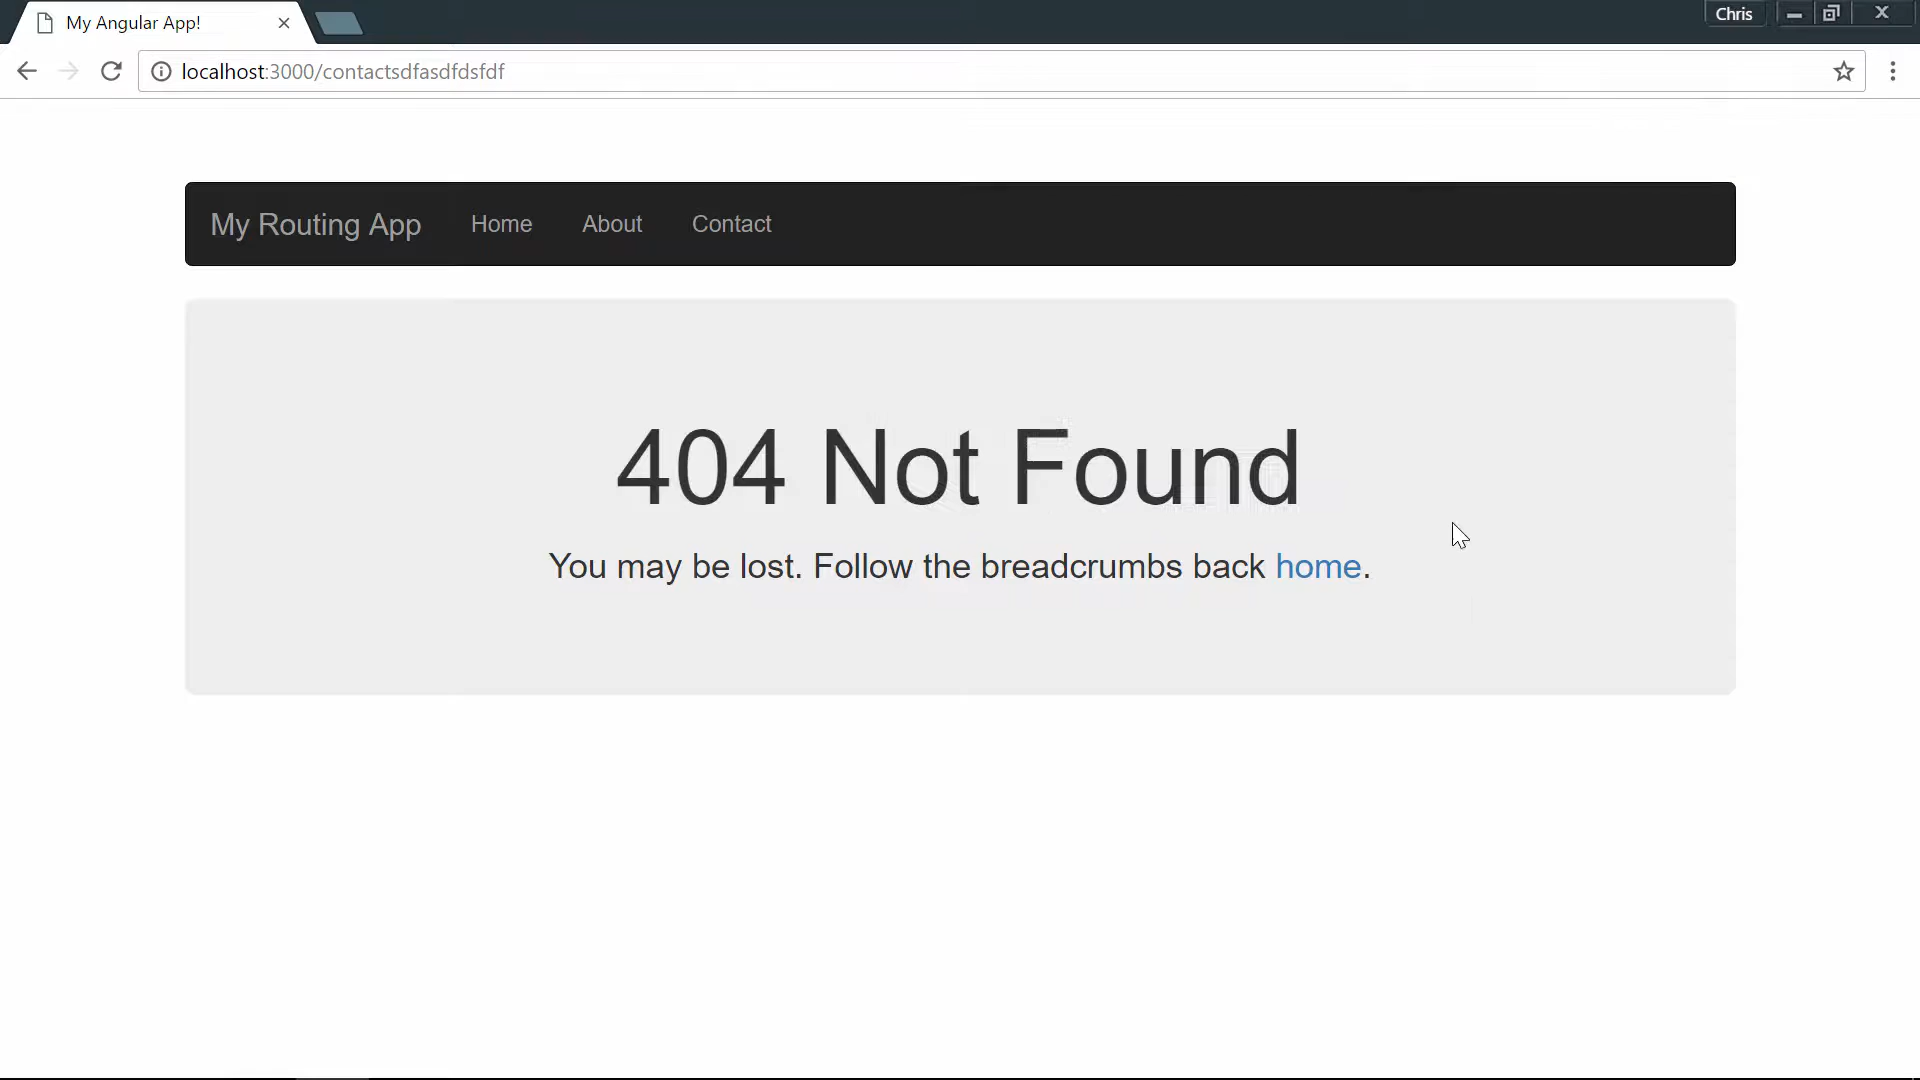 My Angular App!
Chris
localhost:3000/contactsdfasdfdsfdf
My Routing App Home About Contact
404 Not Found
You may be lost. Follow the breadcrumbs back home.